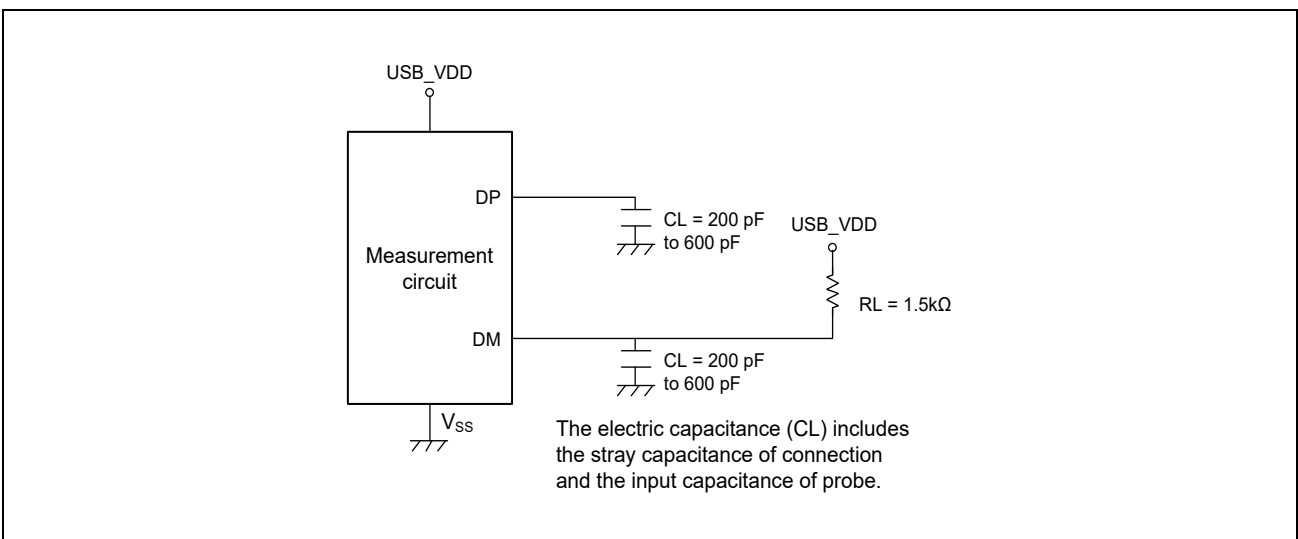 USB_VDD
DP
CL = 200 pF
to 600 pF
USB_VDD
Measurement
circuit
RL = 1.5kΩ
DM
CL = 200 pF
to 600 pF
VSS
The electric capacitance (CL) includes
the stray capacitance of connection
and the input capacitance of probe.